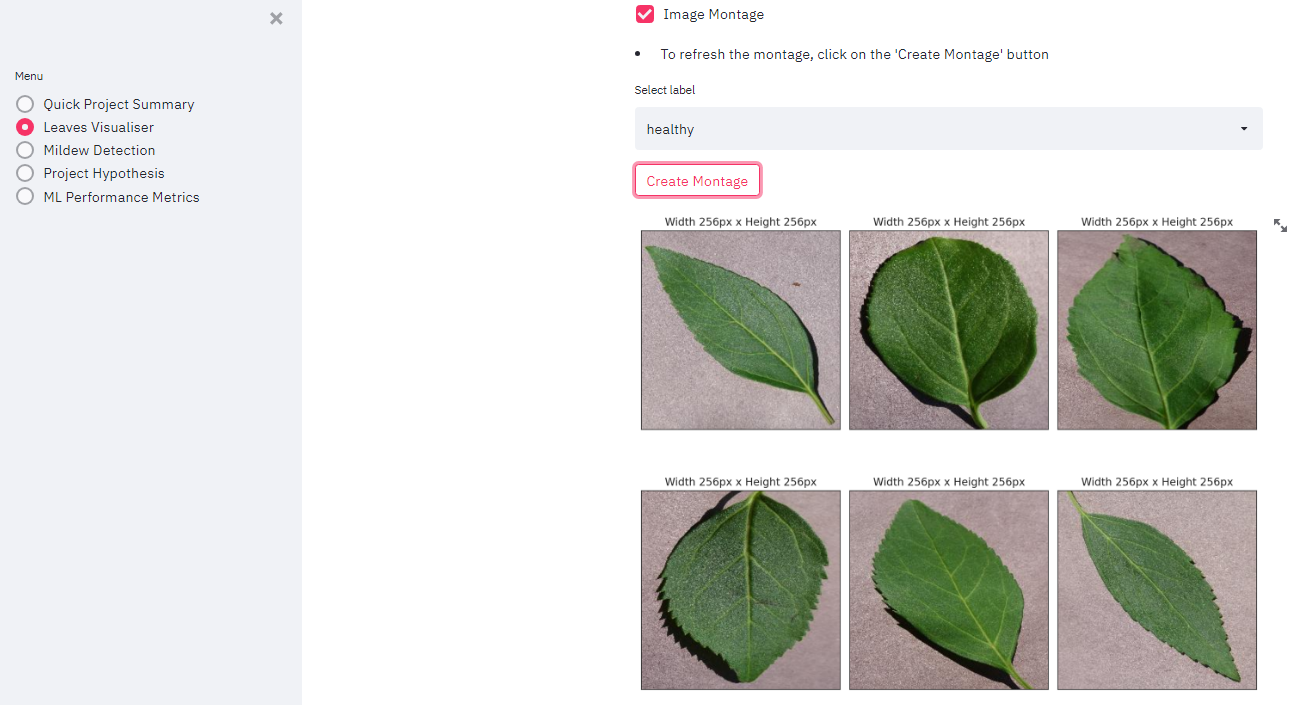 Menu
Quick Project Summary
Leaves Visualiser
Mildew Detection
Project Hypothesis
ML Performance Metrics
Image Montage
To refresh the montage, click on the 'Create Montage' button
Select label
healthy
Create Montage
Width 256px x Height 256px Width 256px x Height 256px Width 256px x Height 256px
Width 256px x Height 256px Width 256px x Height 256px Width 256px x Height 256px